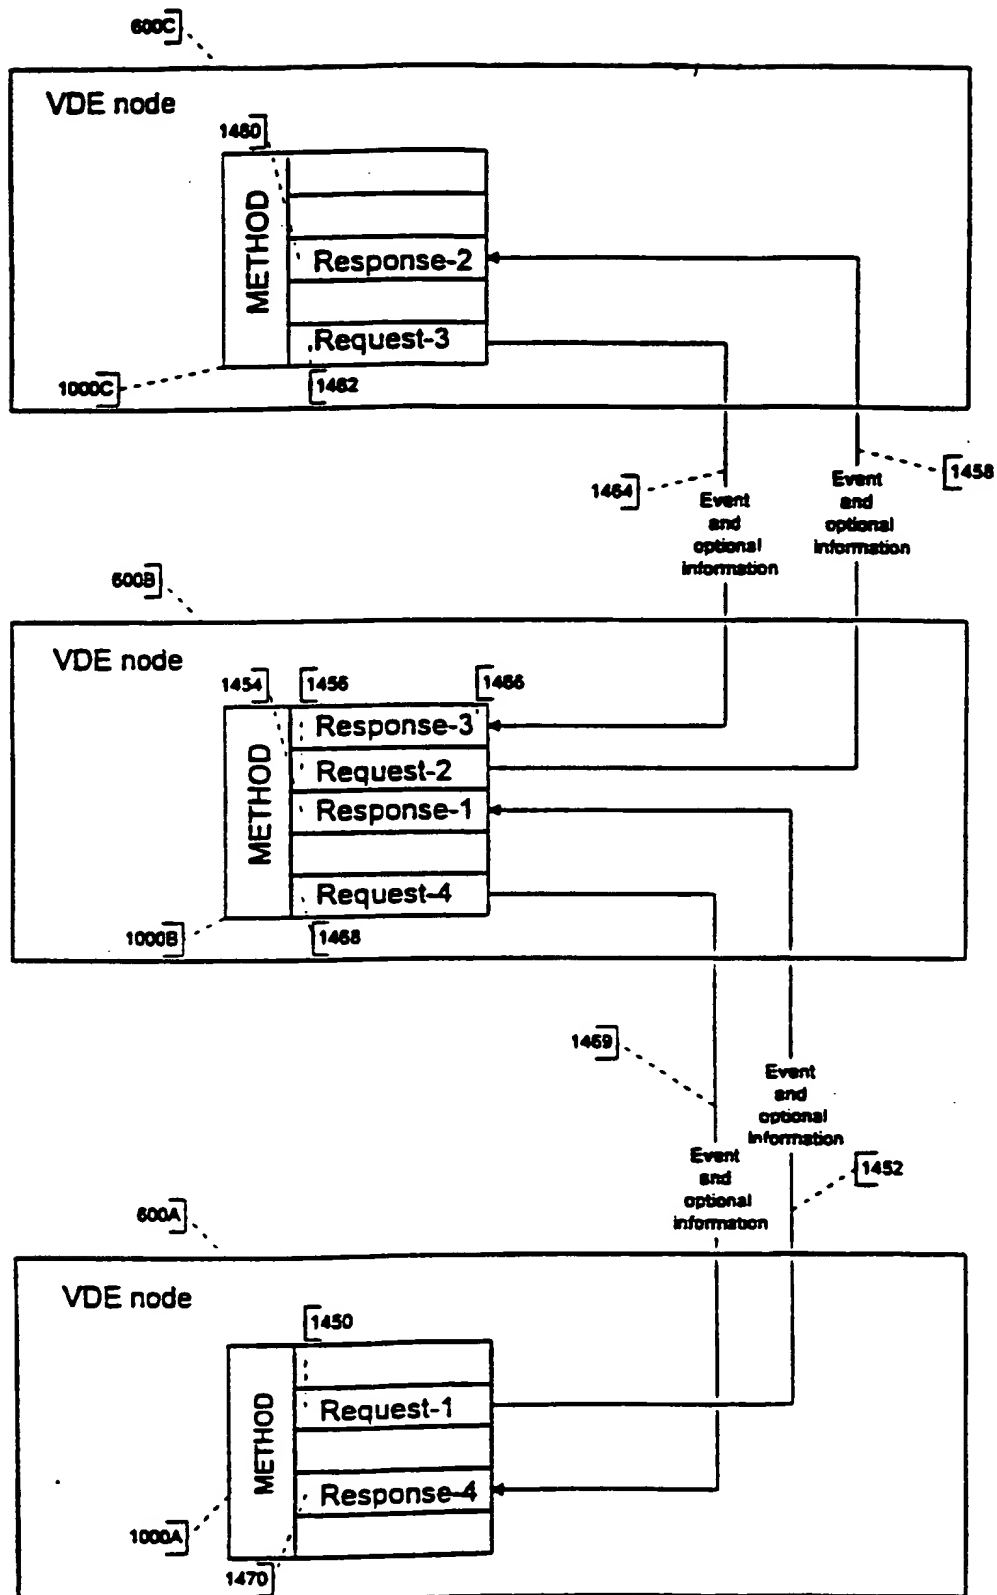 600C
VDE node
1460
METHOD
Response-2
Request-3
1000C
1462
1464
1458
Event
and
optional
information
Event
and
optional
information
600B
VDE node
1454
1456
1466
METHOD
Response-3
Request-2
Response-1
Request-4
1000B
1468
1469
Event
and
optional
information
1452
Event
and
optional
information
600A
VDE node
1450
METHOD
Request-1
Response-4
1000A
1470